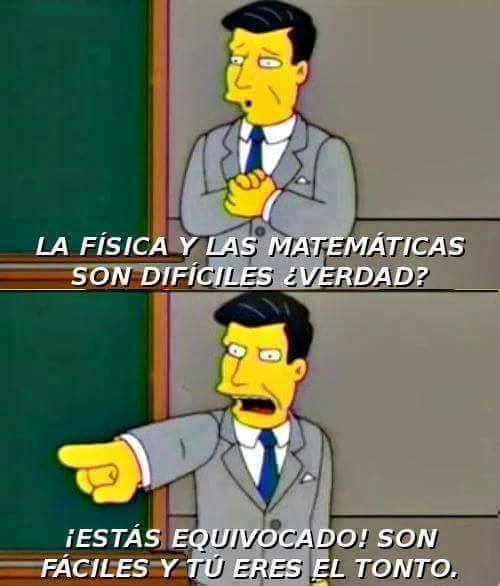 LA FÍSICA Y LAS MATEMÁTICAS
SON DIFÍCILES ¿VERDAD?
¡ESTÁS EQUIVOCADO! SON
FÁCILES Y TÚ ERES EL TONTO.